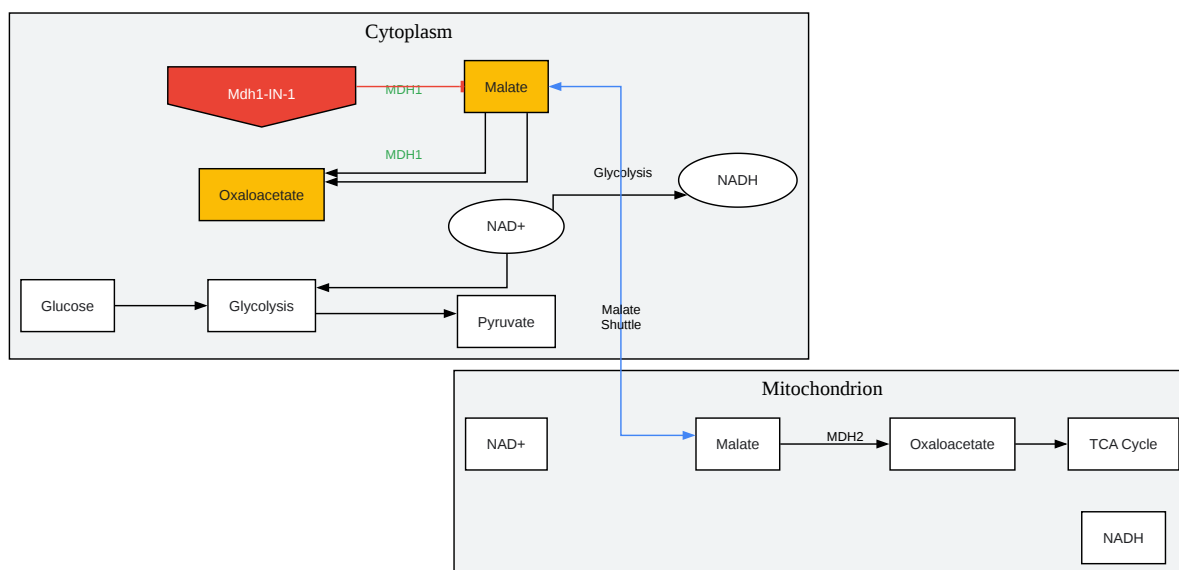 Cytoplasm
Mdh1-IN-1
MDH1
Malate
MDH1
Oxaloacetate
Glycolysis
NADH
NAD+
Glucose
Glycolysis
Pyruvate
Malate
Shuttle
Mitochondrion
NAD+
Malate
MDH2
Oxaloacetate
TCA Cycle
NADH